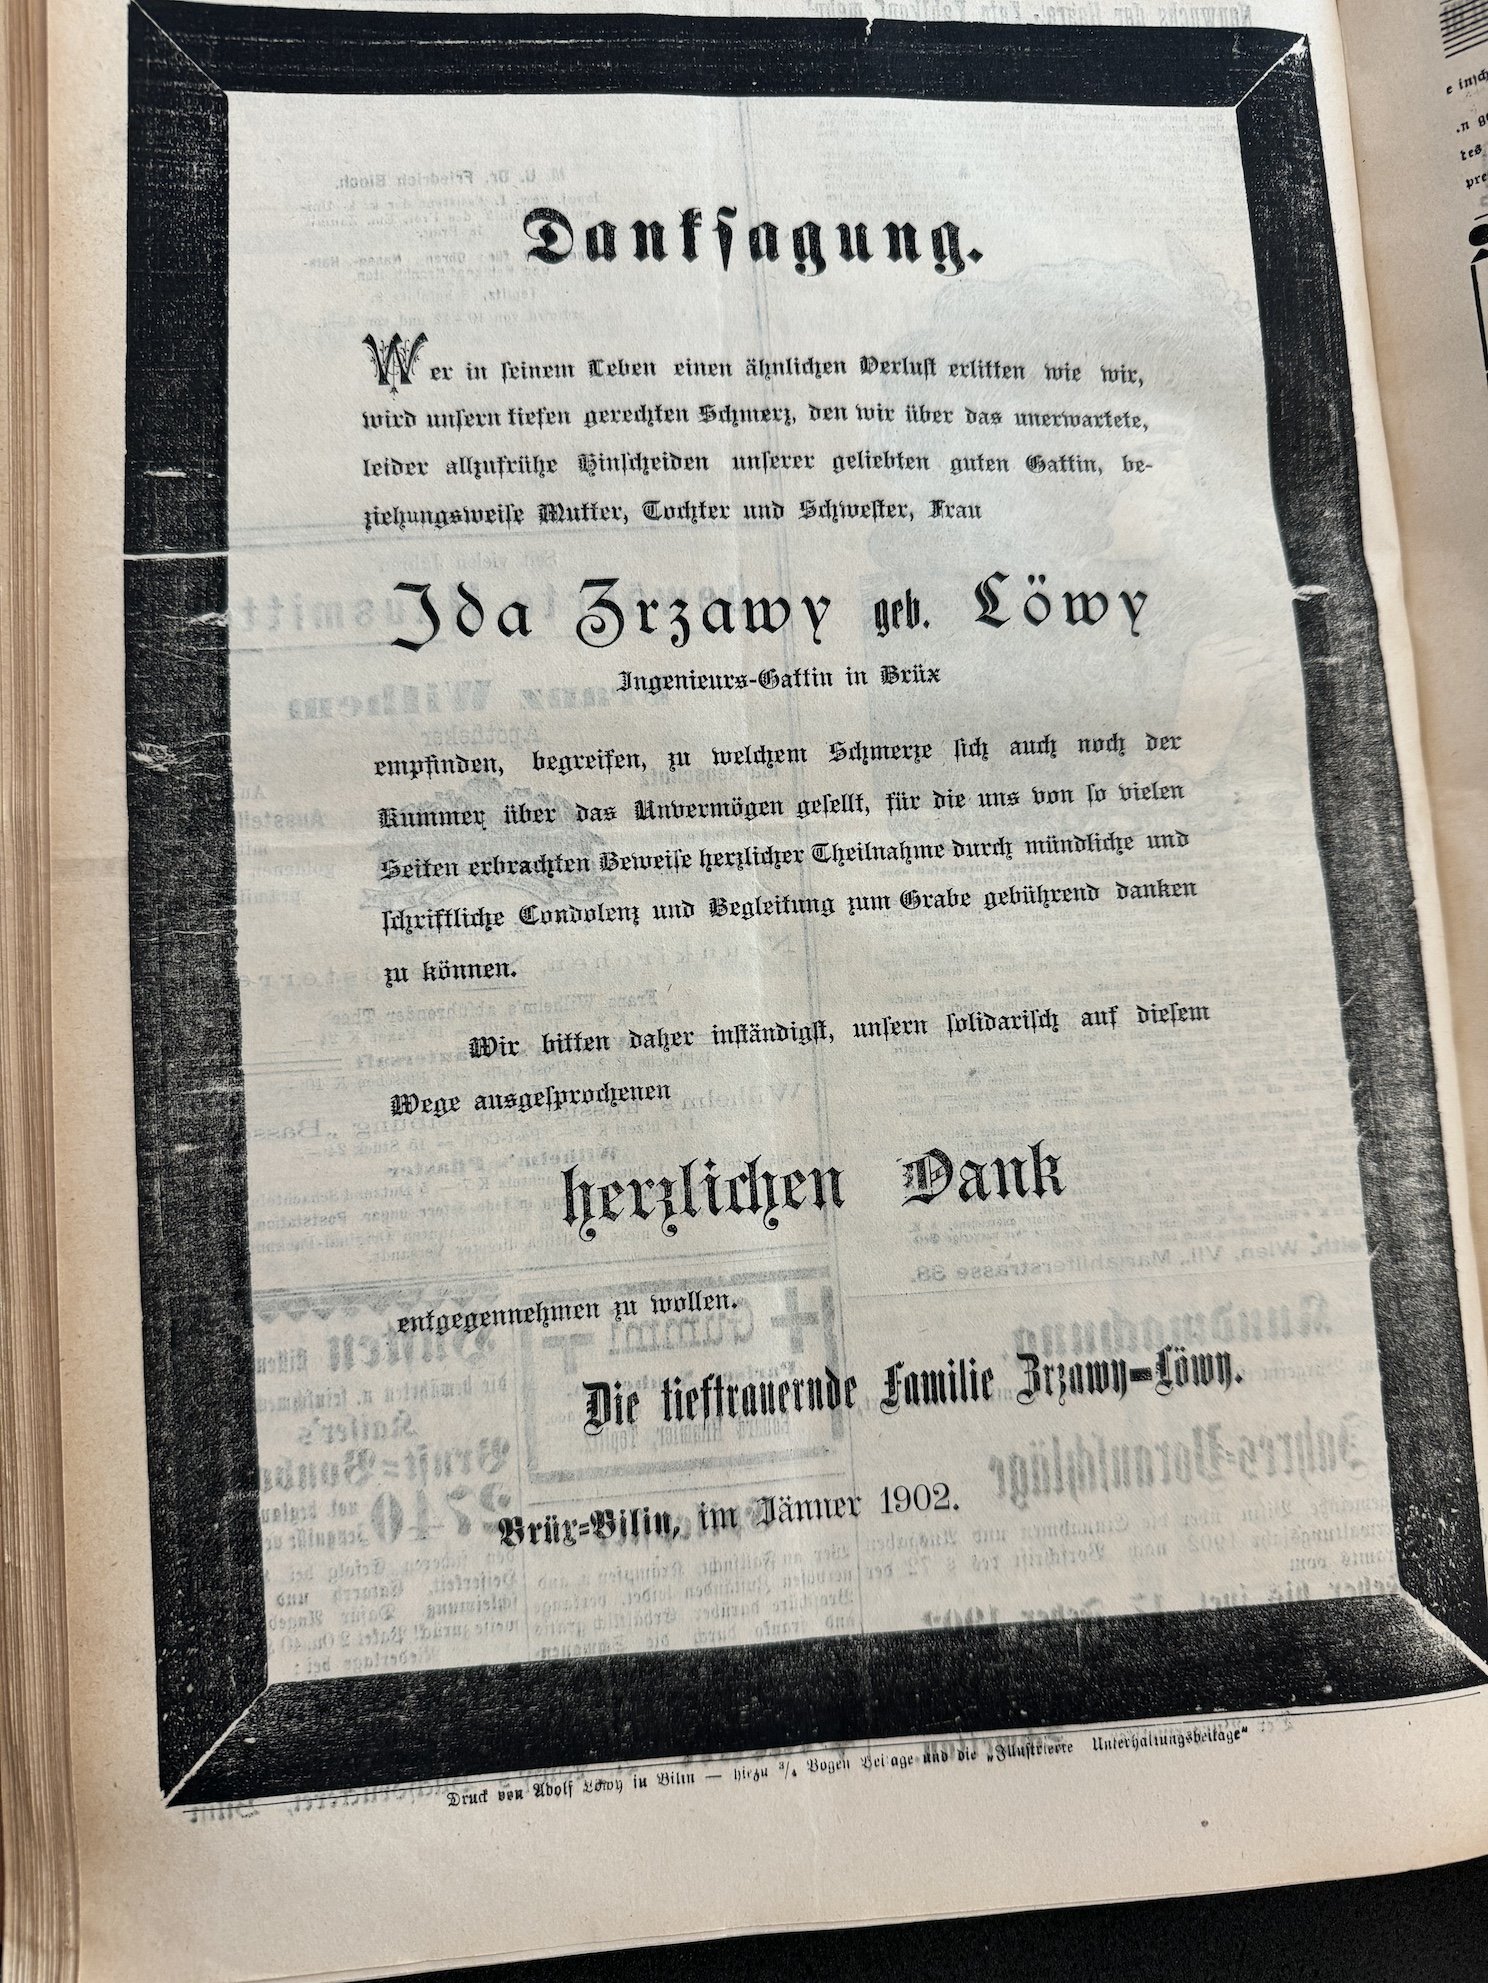 Danksagung.
Wer in seinem Leben einen ähnlichen Verlust erlitten wie wir,
wird unsern tiefen gerechten Schmerz, den wir über das unerwartete,
leider allzufrühe Hinscheiden unserer geliebten guten Gattin, be-
ziehungsweise Mutter, Tochter und Schwester, Frau
Ida Zrzawy geb. Löwy
Ingenieurs-Gattin in Brüx
empfinden, begreifen, zu welchem Schmerze sich auch noch der
Kummer über das Unvermögen gesellt, für die uns von so vielen
Seiten erbrachten Beweise herzlicher Theilnahme durch mündliche und
schriftliche Condolenz und Begleitung zum Grabe gebührend danken
zu können.
Wir bitten daher inständigst, unsern solidarisch auf diesem
Wege ausgesprochenen
herzlichen Dank
entgegennehmen zu wollen.
Die tieftrauernde Familie Zrzawy-Löwy.
Brüx-Bilin, im Jänner 1902.
Druck von Adolf Löwy in Bilin — hiezu ¾ Bogen Beilage und die „Illustrierte Unterhaltungsbeilage"